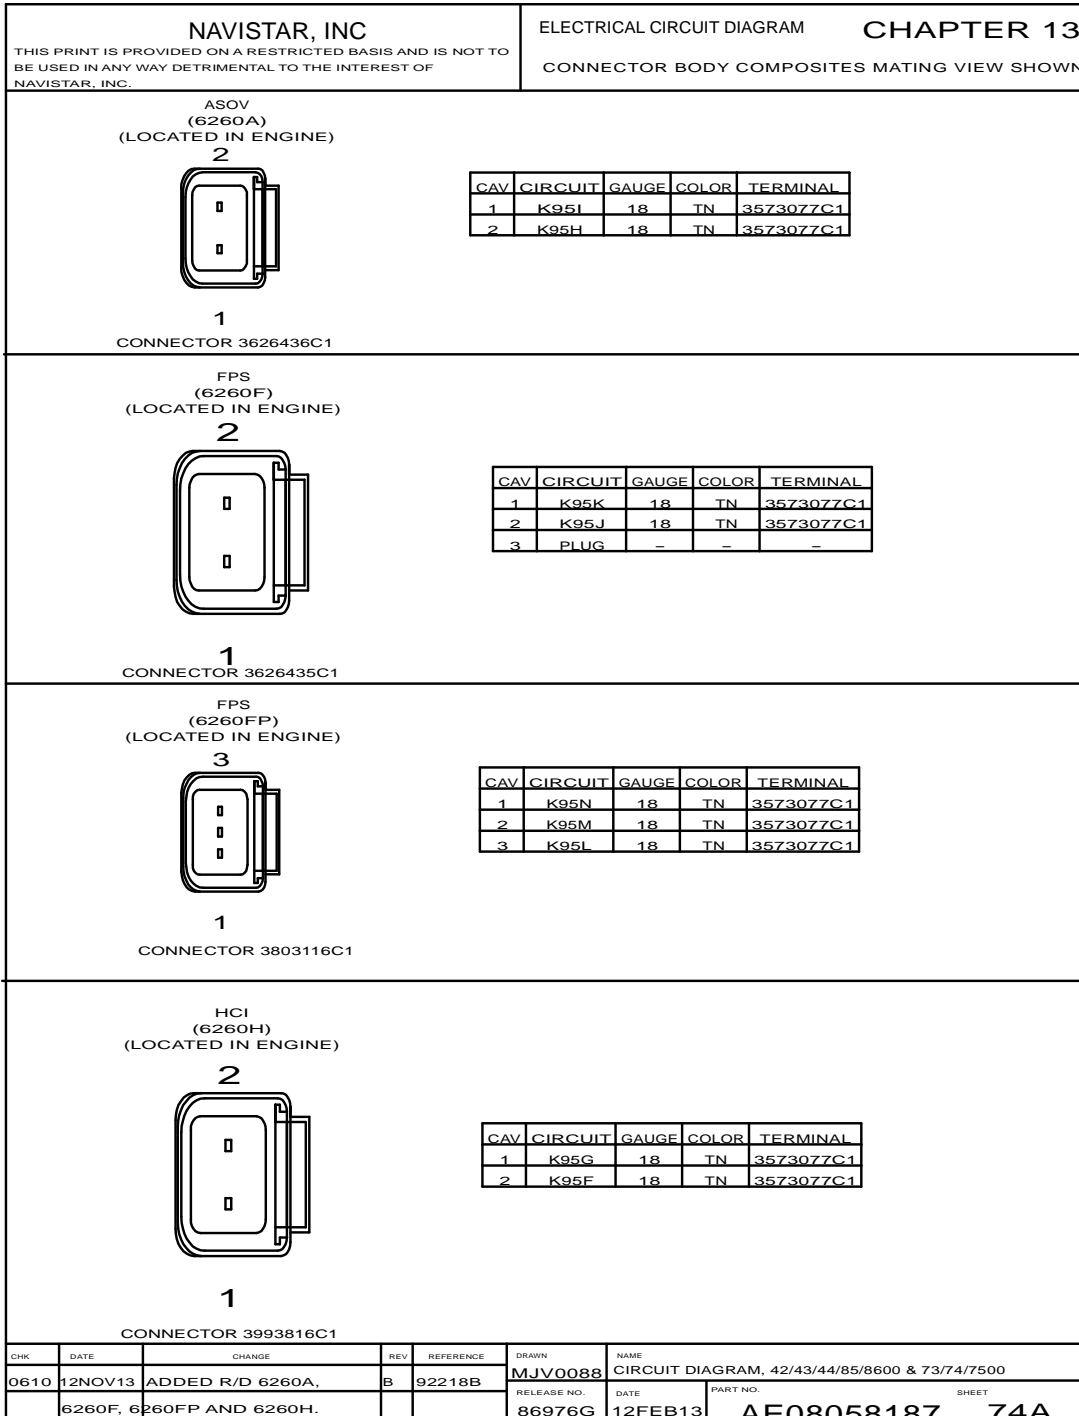 NAVISTAR, INC
THIS PRINT IS PROVIDED ON A RESTRICTED BASIS AND IS NOT TO
BE USED IN ANY WAY DETRIMENTAL TO THE INTEREST OF
NAVISTAR, INC.
ELECTRICAL CIRCUIT DIAGRAM
CHAPTER 13
CONNECTOR BODY COMPOSITES MATING VIEW SHOWN
ASOV
(6260A)
(LOCATED IN ENGINE)
2
1
CONNECTOR 3626436C1
CAV CIRCUIT GAUGE COLOR TERMINAL
1 K95I 18 TN 3573077C1
2 K95H 18 TN 3573077C1
FPS
(6260F)
(LOCATED IN ENGINE)
2
1
CONNECTOR 3626435C1
CAV CIRCUIT GAUGE COLOR TERMINAL
1 K95K 18 TN 3573077C1
2 K95J 18 TN 3573077C1
3 PLUG – – –
FPS
(6260FP)
(LOCATED IN ENGINE)
3
1
CONNECTOR 3803116C1
CAV CIRCUIT GAUGE COLOR TERMINAL
1 K95N 18 TN 3573077C1
2 K95M 18 TN 3573077C1
3 K95L 18 TN 3573077C1
HCI
(6260H)
(LOCATED IN ENGINE)
2
1
CONNECTOR 3993816C1
CAV CIRCUIT GAUGE COLOR TERMINAL
1 K95G 18 TN 3573077C1
2 K95F 18 TN 3573077C1
CHK DATE CHANGE REV REFERENCE
0610 12NOV13 ADDED R/D 6260A, B 92218B
6260F, 6260FP AND 6260H.
DRAWN
MJV0088
NAME
CIRCUIT DIAGRAM, 42/43/44/85/8600 & 73/74/7500
RELEASE NO.
86976G
DATE
12FEB13
PART NO.
AE08058187
SHEET
74A